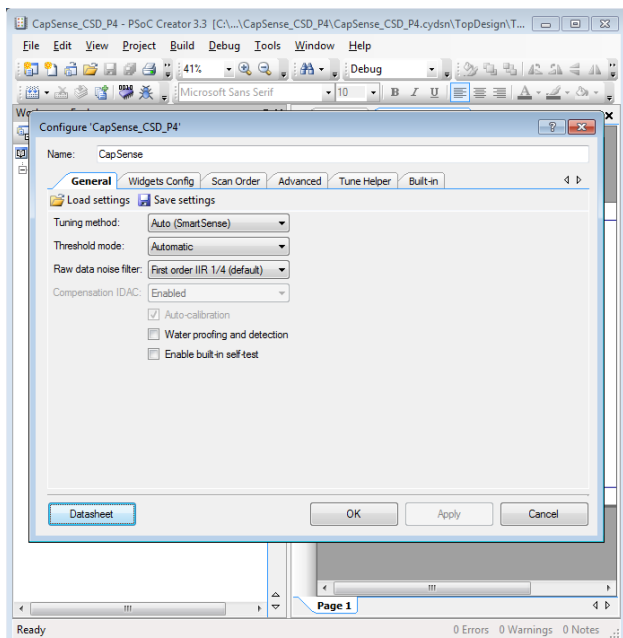 CapSense_CSD_P4 - PSoC Creator 3.3 [C:\...\CapSense_CSD_P4\CapSense_CSD_P4.cydsn\TopDesign\T...
File Edit View Project Build Debug Tools Window Help
41% Debug
Microsoft Sans Serif 10 B I U A
Configure 'CapSense_CSD_P4'
Name: CapSense
General Widgets Config Scan Order Advanced Tune Helper Built-in
Load settings Save settings
Tuning method: Auto (SmartSense)
Threshold mode: Automatic
Raw data noise filter: First order IIR 1/4 (default)
Compensation IDAC: Enabled
Auto-calibration
Water proofing and detection
Enable built-in self-test
Datasheet OK Apply Cancel
Page 1
Ready 0 Errors 0 Warnings 0 Notes